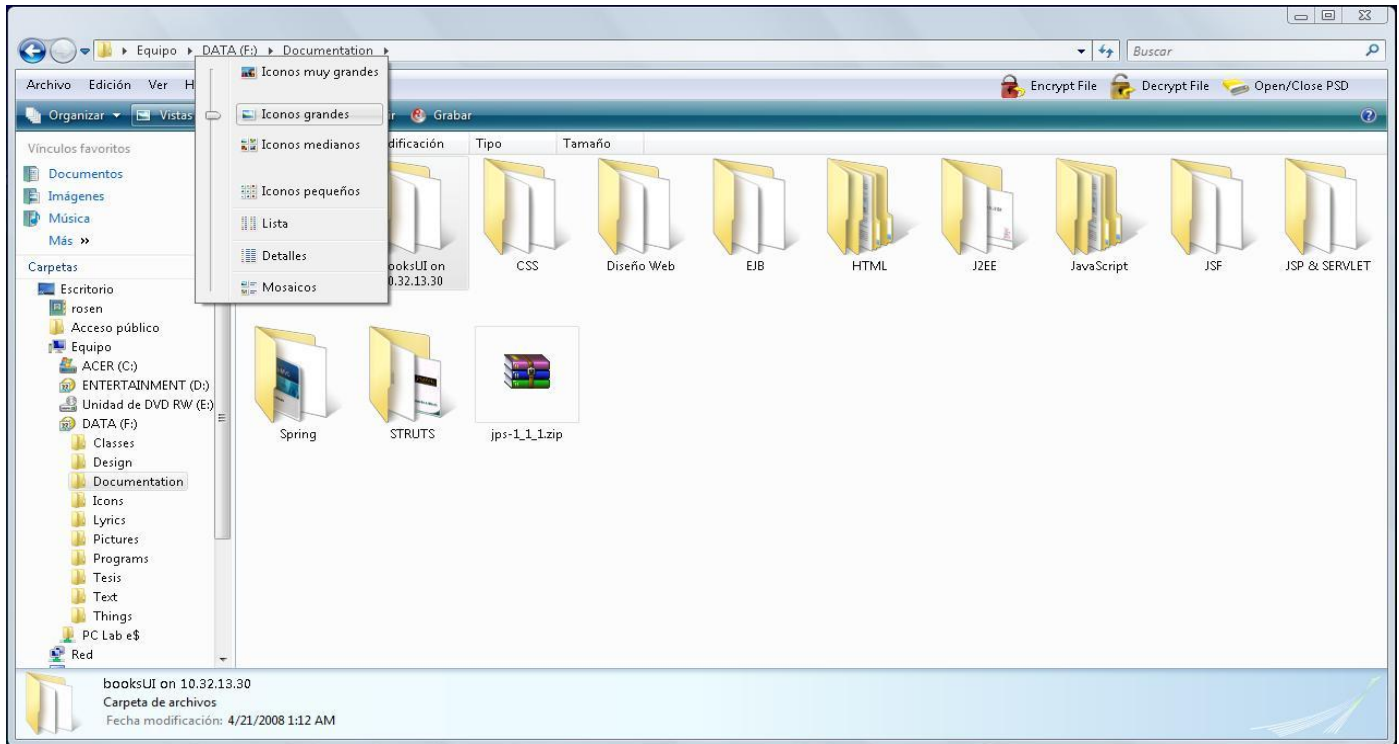 Equipo ▸ DATA (F:) ▸ Documentation ▸
Buscar
Archivo Edición Ver H
Encrypt File Decrypt File Open/Close PSD
Organizar Vistas r Grabar
Iconos muy grandes
Iconos grandes
Iconos medianos
Iconos pequeños
Lista
Detalles
Mosaicos
dificación Tipo Tamaño
Vínculos favoritos
Documentos
Imágenes
Música
Más »
Carpetas
Escritorio
rosen
Acceso público
Equipo
ACER (C:)
ENTERTAINMENT (D:)
Unidad de DVD RW (E:)
DATA (F:)
Classes
Design
Documentation
Icons
Lyrics
Pictures
Programs
Tesis
Text
Things
PC Lab e$
Red
ooksUI on
0.32.13.30
CSS
Diseño Web
EJB
HTML
J2EE
JavaScript
JSF
JSP & SERVLET
Spring
STRUTS
jps-1_1_1.zip
booksUI on 10.32.13.30
Carpeta de archivos
Fecha modificación: 4/21/2008 1:12 AM